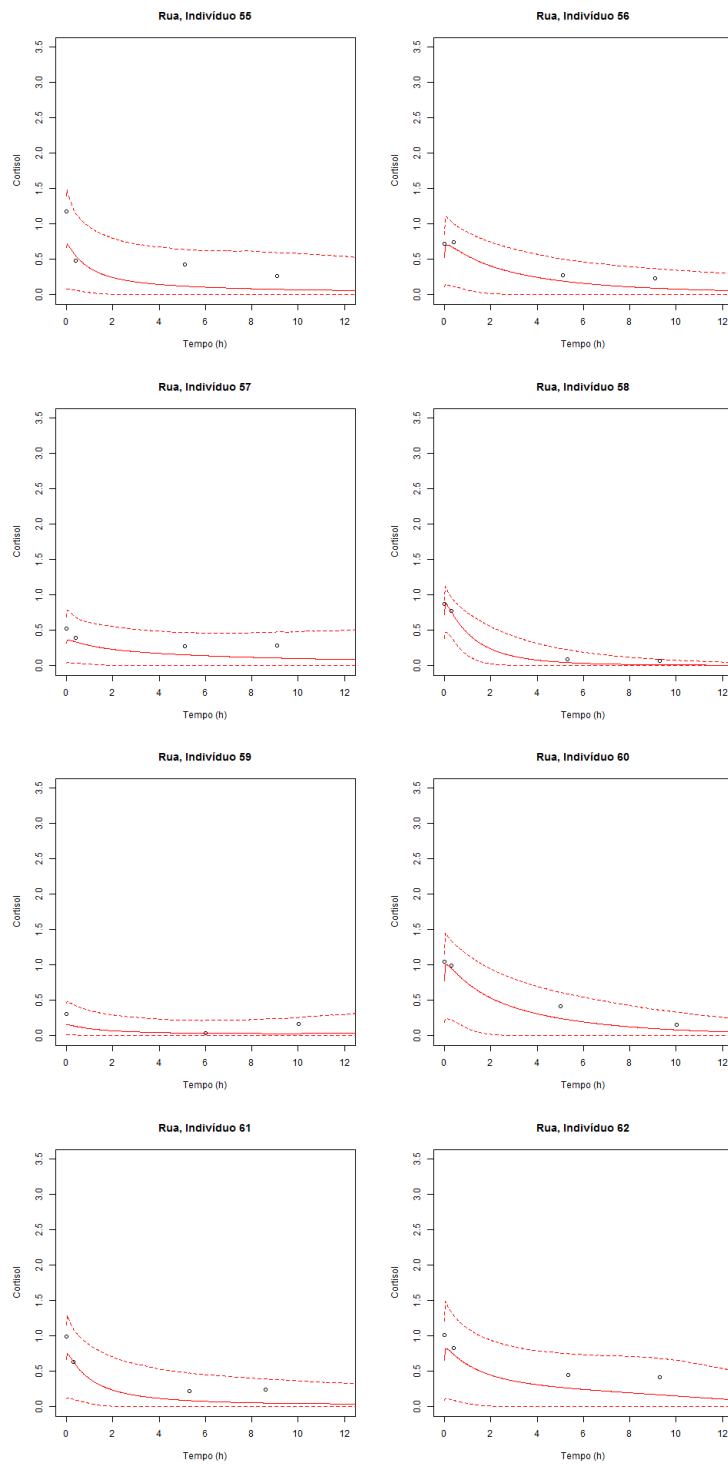 Rua, Indivíduo 55
Cortisol
0.0 0.5 1.0 1.5 2.0 2.5 3.0 3.5
0 2 4 6 8 10 12
Tempo (h)
Rua, Indivíduo 56
Cortisol
0.0 0.5 1.0 1.5 2.0 2.5 3.0 3.5
0 2 4 6 8 10 12
Tempo (h)
Rua, Indivíduo 57
Cortisol
0.0 0.5 1.0 1.5 2.0 2.5 3.0 3.5
0 2 4 6 8 10 12
Tempo (h)
Rua, Indivíduo 58
Cortisol
0.0 0.5 1.0 1.5 2.0 2.5 3.0 3.5
0 2 4 6 8 10 12
Tempo (h)
Rua, Indivíduo 59
Cortisol
0.0 0.5 1.0 1.5 2.0 2.5 3.0 3.5
0 2 4 6 8 10 12
Tempo (h)
Rua, Indivíduo 60
Cortisol
0.0 0.5 1.0 1.5 2.0 2.5 3.0 3.5
0 2 4 6 8 10 12
Tempo (h)
Rua, Indivíduo 61
Cortisol
0.0 0.5 1.0 1.5 2.0 2.5 3.0 3.5
0 2 4 6 8 10 12
Tempo (h)
Rua, Indivíduo 62
Cortisol
0.0 0.5 1.0 1.5 2.0 2.5 3.0 3.5
0 2 4 6 8 10 12
Tempo (h)